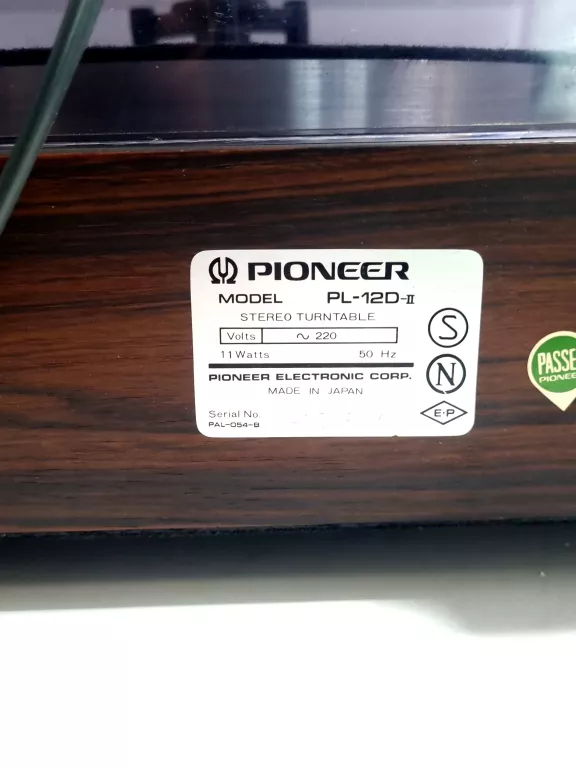 PIONEER
MODEL PL-12D-II
STEREO TURNTABLE
Volts ~ 220
11 Watts 50 Hz
PIONEER ELECTRONIC CORP.
MADE IN JAPAN
Serial No.
PAL-054-B
S
N
E·P
PASSE
PIONEE